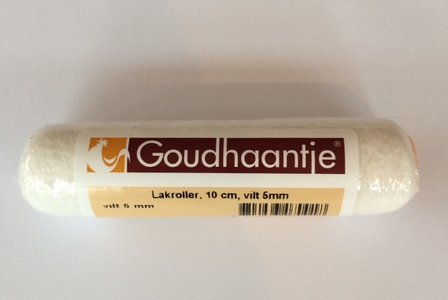 Goudhaantje®
Lakroller, 10 cm, vilt 5mm
vilt 5 mm